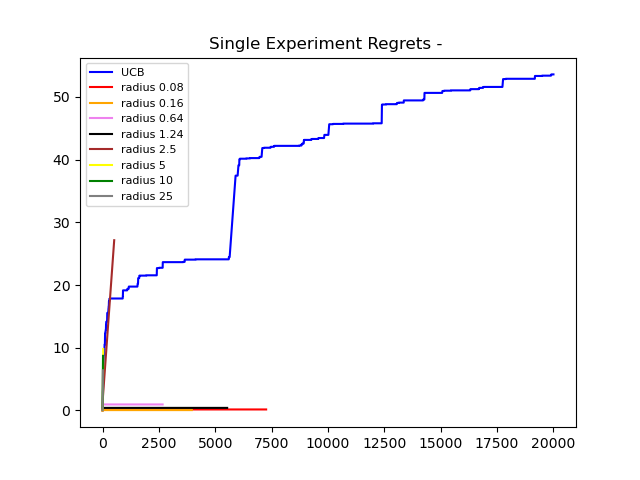 Single Experiment Regrets -
UCB
radius 0.08
radius 0.16
radius 0.64
radius 1.24
radius 2.5
radius 5
radius 10
radius 25
50
40
30
20
10
0
0 2500 5000 7500 10000 12500 15000 17500 20000